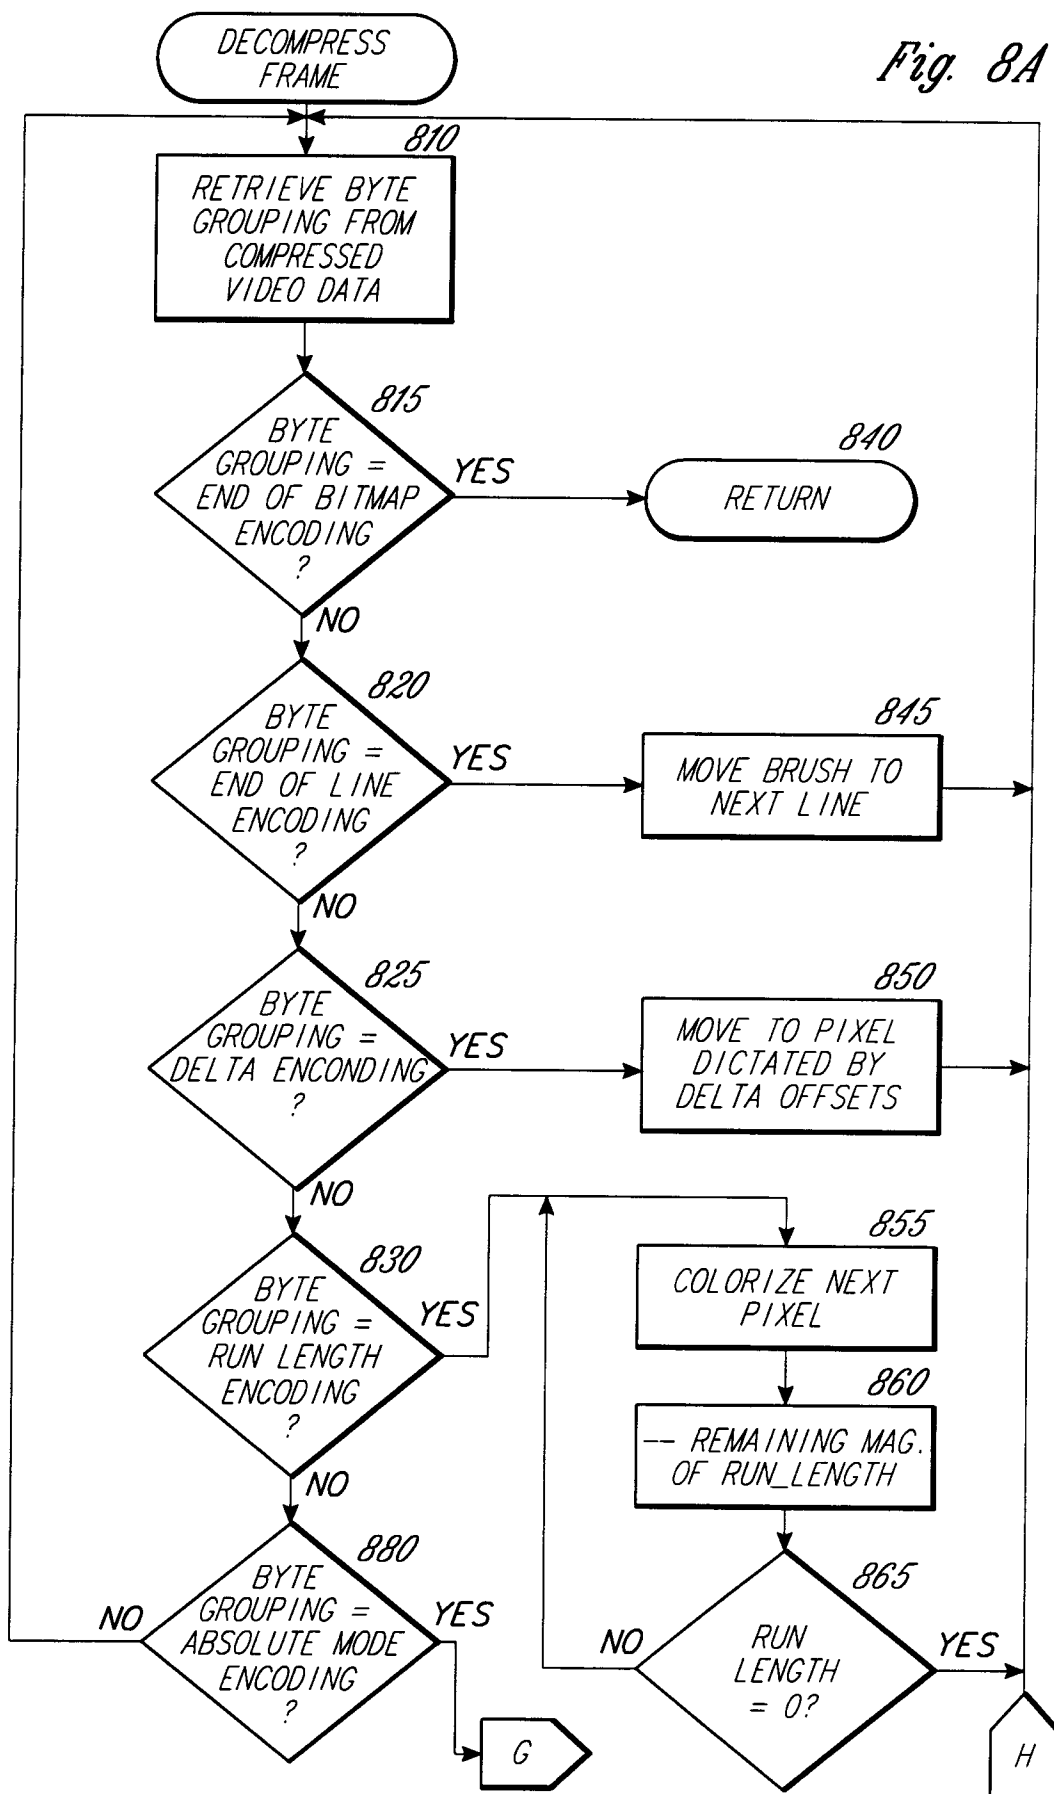 DECOMPRESS
FRAME
Fig. 8A
810
RETRIEVE BYTE
GROUPING FROM
COMPRESSED
VIDEO DATA
815
BYTE
GROUPING =
END OF BITMAP
ENCODING
?
YES
840
RETURN
NO
820
BYTE
GROUPING =
END OF LINE
ENCODING
?
YES
845
MOVE BRUSH TO
NEXT LINE
NO
825
BYTE
GROUPING =
DELTA ENCONDING
?
YES
850
MOVE TO PIXEL
DICTATED BY
DELTA OFFSETS
NO
830
BYTE
GROUPING =
RUN LENGTH
ENCODING
?
YES
855
COLORIZE NEXT
PIXEL
860
-- REMAINING MAG.
OF RUN_LENGTH
NO
880
BYTE
GROUPING =
ABSOLUTE MODE
ENCODING
?
NO
YES
865
RUN
LENGTH
= 0?
NO
YES
G
H